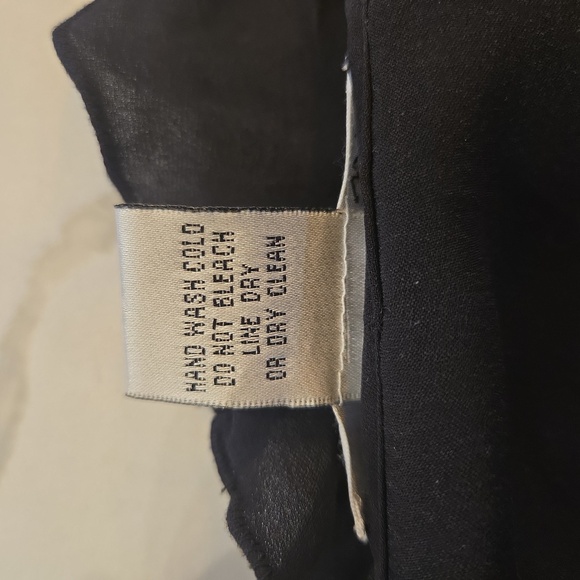 HAND WASH COLD
DO NOT BLEACH
LINE DRY
OR DRY CLEAN